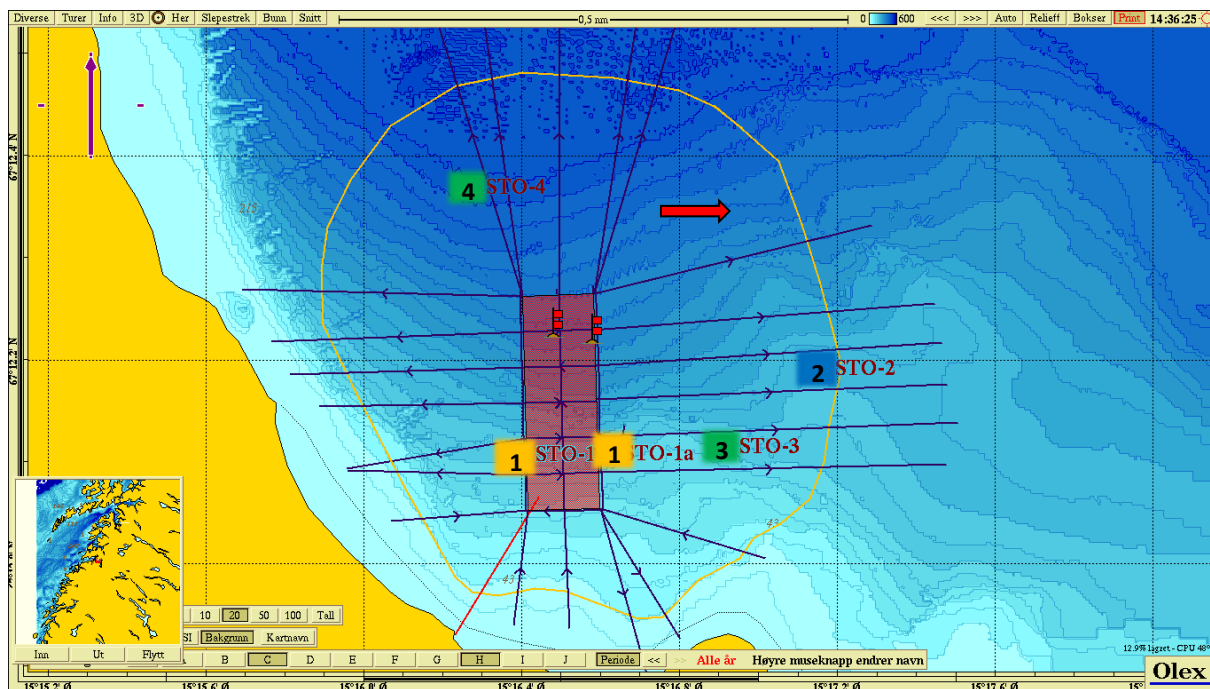 Diverse Turer Info 3D Her Slepestrek Bunn Snitt 0,5 nm 0 600 <<< >>> Auto Relieff Bokser Print 14:36:25
67°12.4' N
4 STO-4
215
67°12.2' N
2 STO-2
1 STO-1
1 STO-1a
3 STO-3
43
43
10 20 50 100 Tall
SI Bakgrunn Kartnavn
Inn Ut Flytt
A B C D E F G H I J Periode << >> Alle år Høyre museknapp endrer navn
12.9% ligzet - CPU 48°
Olex
15°15.2' Ø 15°15.6' Ø 15°16.0' Ø 15°16.4' Ø 15°16.8' Ø 15°17.2' Ø 15°17.6' Ø